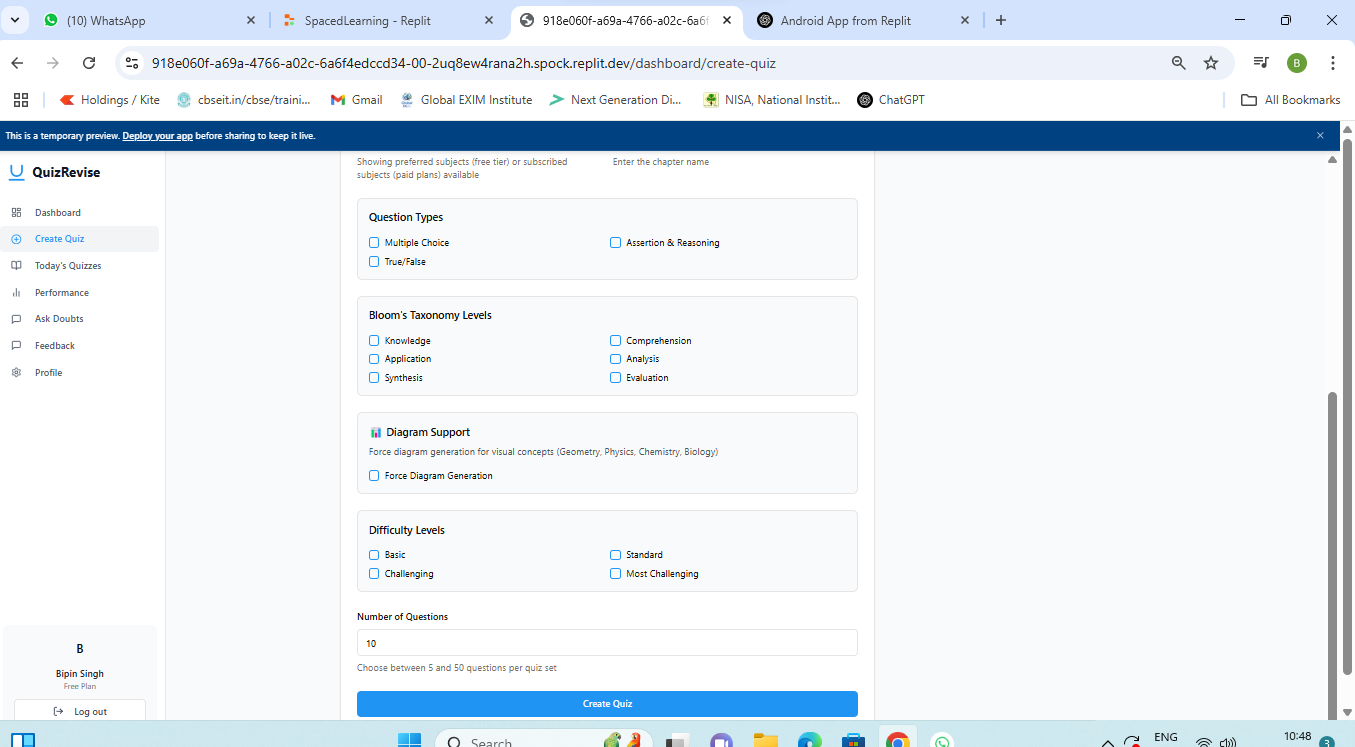 (10) WhatsApp
SpacedLearning - Replit
918e060f-a69a-4766-a02c-6a6f
Android App from Replit
918e060f-a69a-4766-a02c-6a6f4edccd34-00-2uq8ew4rana2h.spock.replit.dev/dashboard/create-quiz
B
Holdings / Kite
cbseit.in/cbse/traini...
Gmail
Global EXIM Institute
Next Generation Di...
NISA, National Instit...
ChatGPT
All Bookmarks
This is a temporary preview. Deploy your app before sharing to keep it live.
QuizRevise
Dashboard
Create Quiz
Today's Quizzes
Performance
Ask Doubts
Feedback
Profile
B
Bipin Singh
Free Plan
Log out
Showing preferred subjects (free tier) or subscribed
subjects (paid plans) available
Enter the chapter name
Question Types
Multiple Choice
Assertion & Reasoning
True/False
Bloom's Taxonomy Levels
Knowledge
Comprehension
Application
Analysis
Synthesis
Evaluation
Diagram Support
Force diagram generation for visual concepts (Geometry, Physics, Chemistry, Biology)
Force Diagram Generation
Difficulty Levels
Basic
Standard
Challenging
Most Challenging
Number of Questions
10
Choose between 5 and 50 questions per quiz set
Create Quiz
Search
ENG
10:48
3